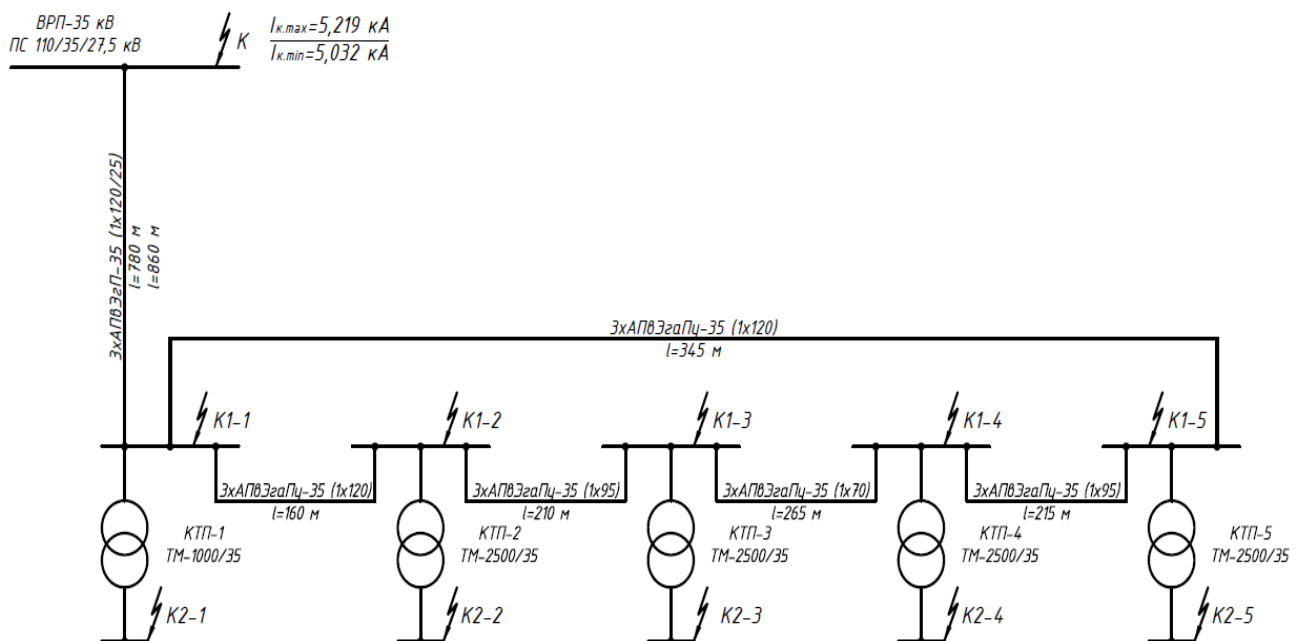 ВРП-35 кВ
ПС 110/35/27,5 кВ
К
Iк.max=5,219 кА
Iк.min=5,032 кА
3хАПвЭгП-35 (1х120/25)
l=780 м
l=860 м
3хАПвЭгаПу-35 (1х120)
l=345 м
К1-1
К1-2
К1-3
К1-4
К1-5
3хАПвЭгаПу-35 (1х120)
l=160 м
3хАПвЭгаПу-35 (1х95)
l=210 м
3хАПвЭгаПу-35 (1х70)
l=265 м
3хАПвЭгаПу-35 (1х95)
l=215 м
КТП-1
ТМ-1000/35
КТП-2
ТМ-2500/35
КТП-3
ТМ-2500/35
КТП-4
ТМ-2500/35
КТП-5
ТМ-2500/35
К2-1
К2-2
К2-3
К2-4
К2-5